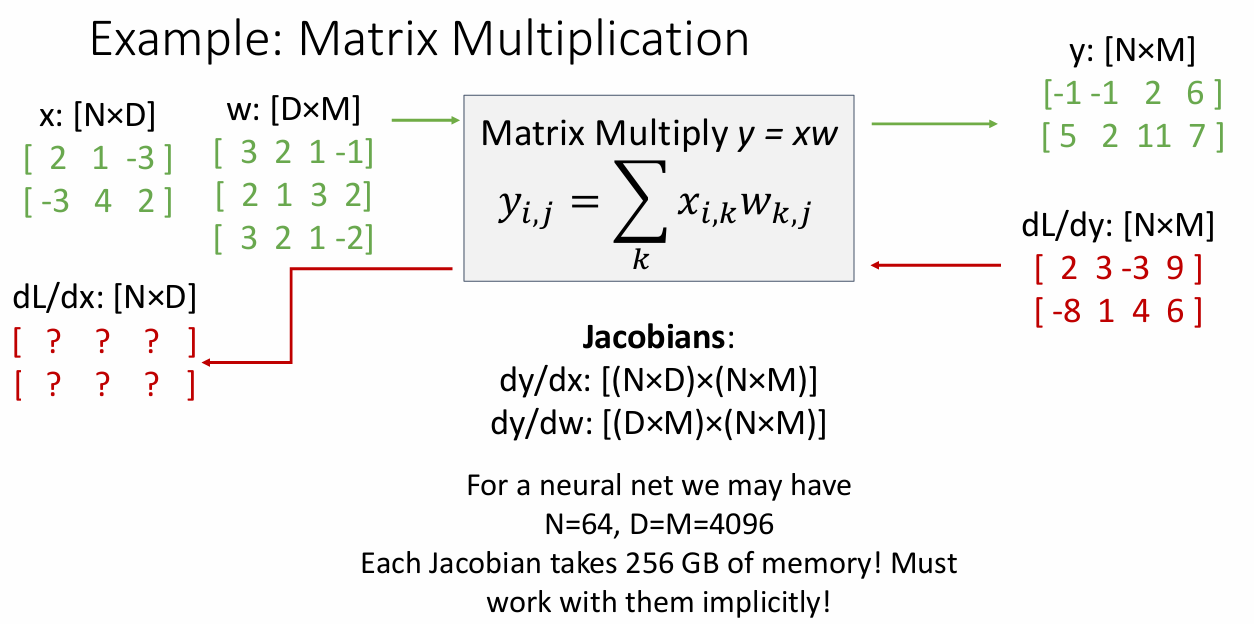 Example: Matrix Multiplication
x: [N×D]
[ 2 1 -3 ]
[ -3 4 2 ]
w: [D×M]
[ 3 2 1 -1]
[ 2 1 3 2]
[ 3 2 1 -2]
Matrix Multiply y = xw
y_{i,j} = ∑_k x_{i,k} w_{k,j}
y: [N×M]
[-1 -1 2 6 ]
[ 5 2 11 7 ]
dL/dy: [N×M]
[ 2 3 -3 9 ]
[ -8 1 4 6 ]
dL/dx: [N×D]
[ ? ? ? ]
[ ? ? ? ]
Jacobians:
dy/dx: [(N×D)×(N×M)]
dy/dw: [(D×M)×(N×M)]
For a neural net we may have
N=64, D=M=4096
Each Jacobian takes 256 GB of memory! Must
work with them implicitly!